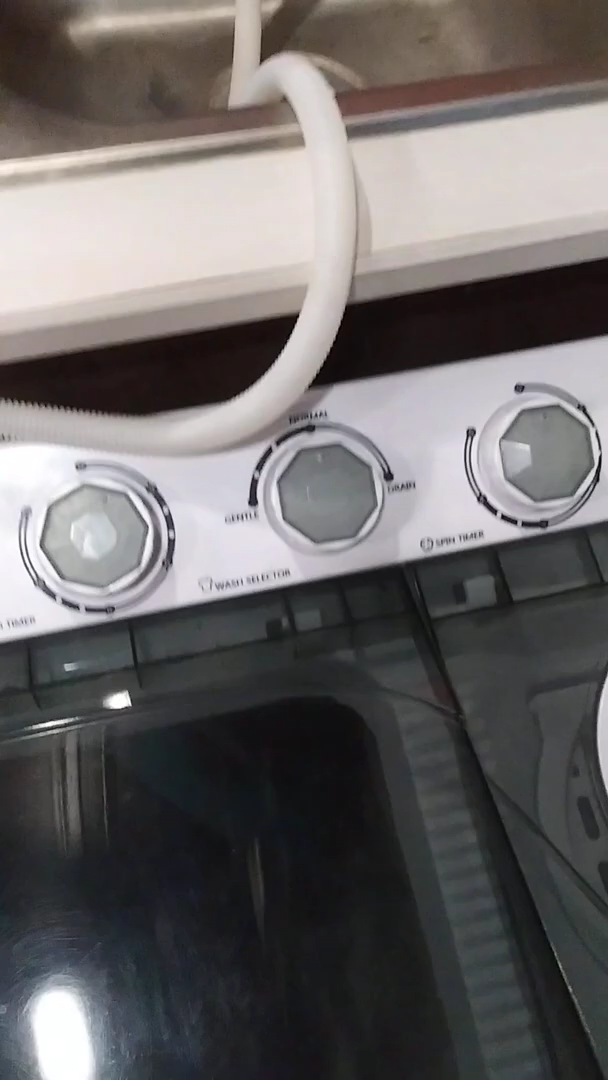 NORMAL
GENTLE
DRAIN
WASH SELECTOR
SPIN TIMER
TIMER